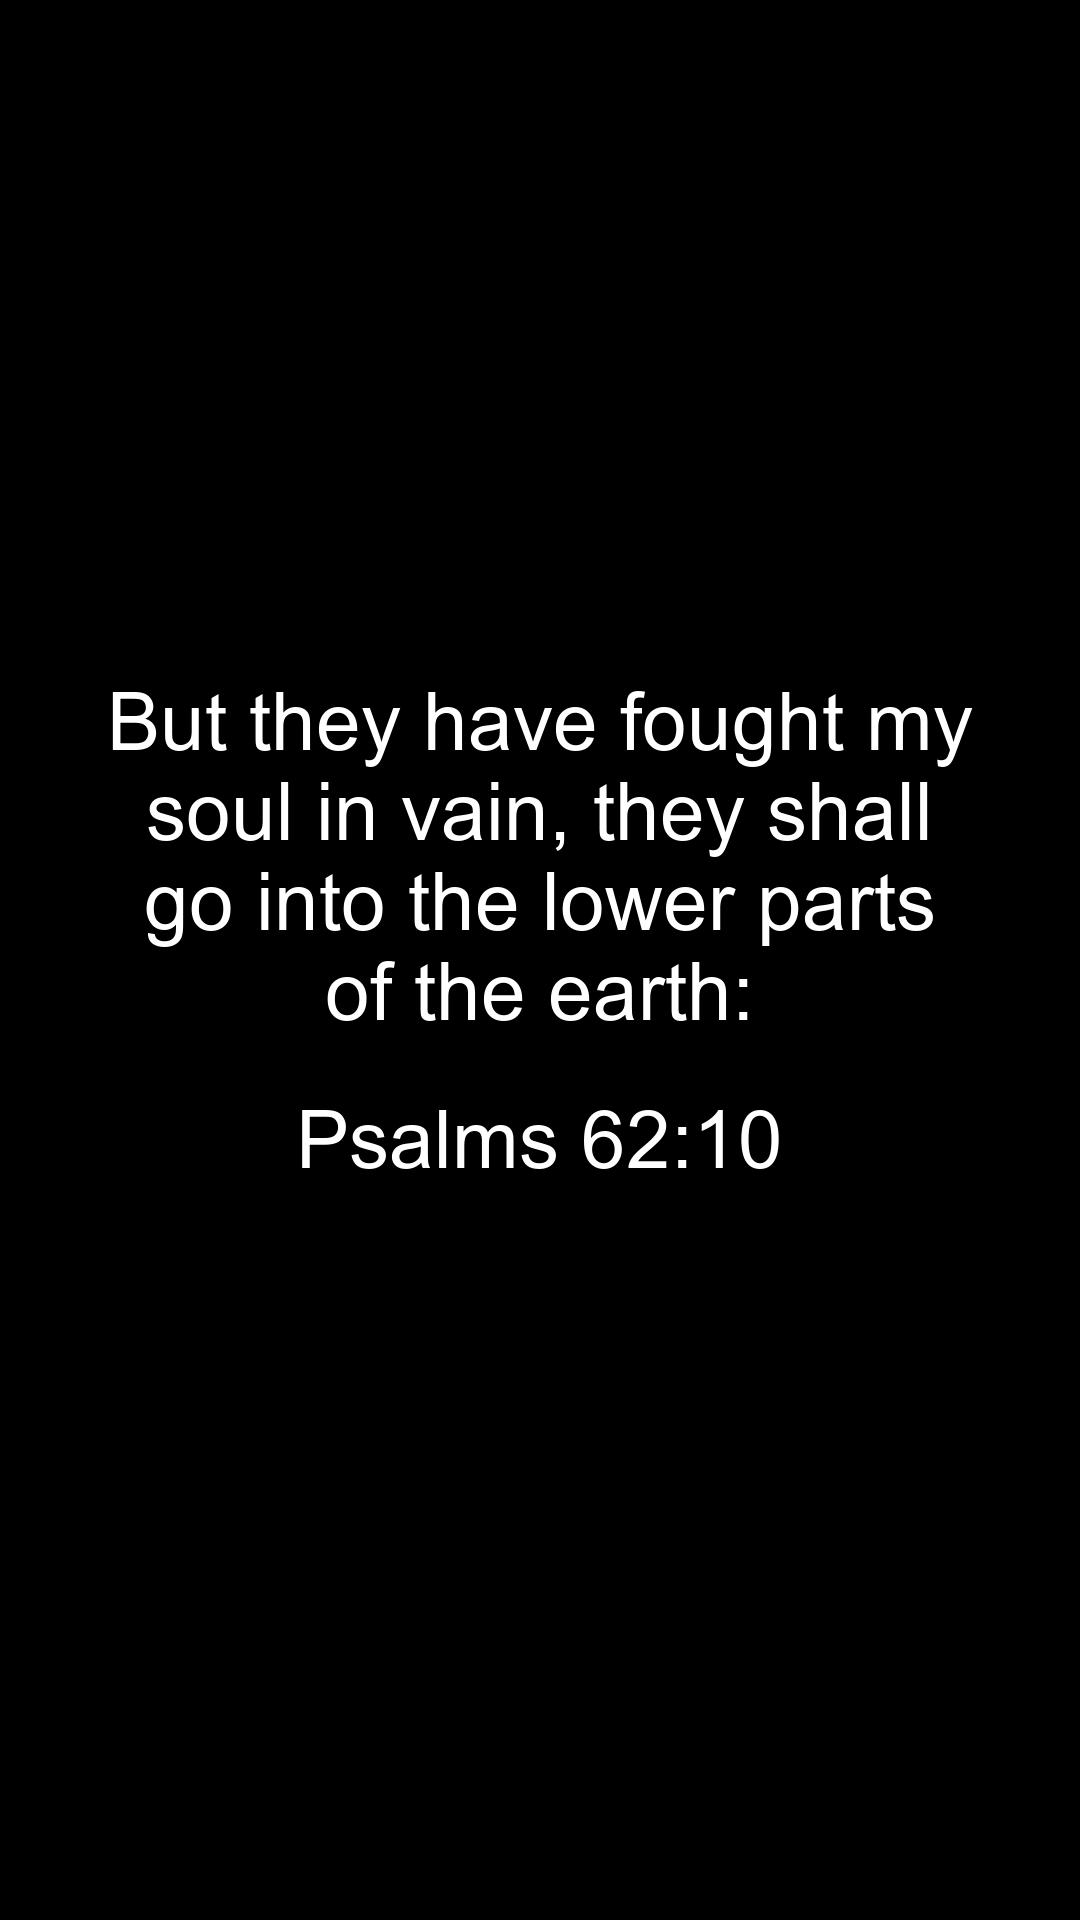 But they have fought my
soul in vain, they shall
go into the lower parts
of the earth:
Psalms 62:10